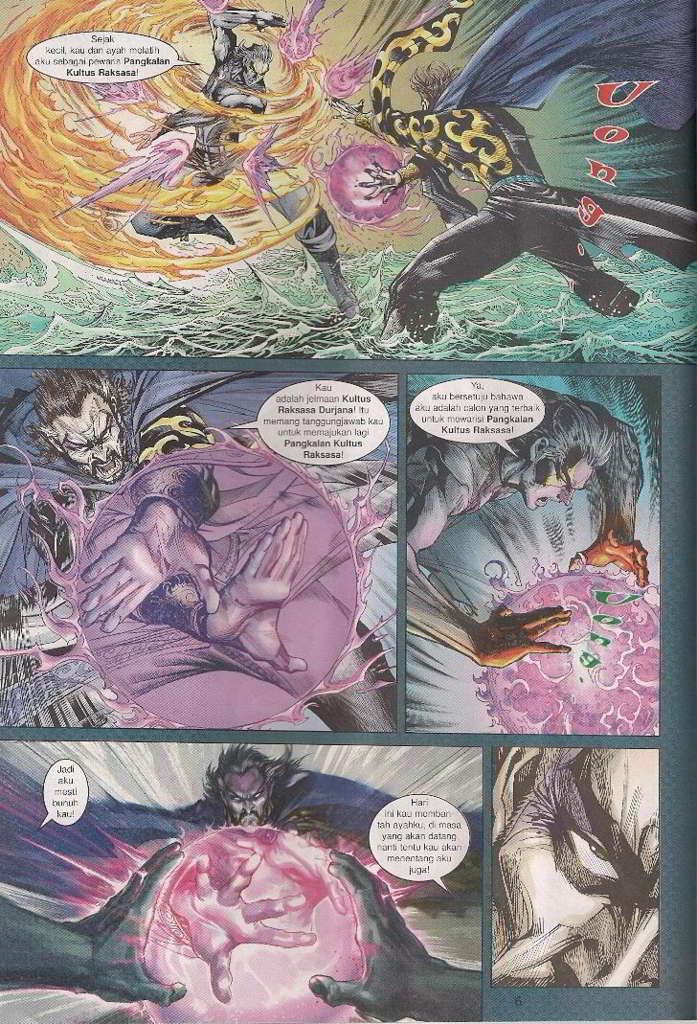 Sejak
kecil, kau dan ayah melatih
aku sebagai pewaris Pangkalan
Kultus Raksasa!
Uong.
Kau
adalah jelmaan Kultus
Raksasa Durjana! Itu
memang tanggungjawab kau
untuk memajukan lagi
Pangkalan Kultus
Raksasa!
Ya,
aku bersetuju bahawa
aku adalah calon yang terbaik
untuk mewarisi Pangkalan
Kultus Raksasa!
Jadi
aku
mesti
bunuh
kau!
Hari
ini kau memban-
tah ayahku, di masa
yang akan datang,
nanti tentu kau akan
menentang aku
juga!
6